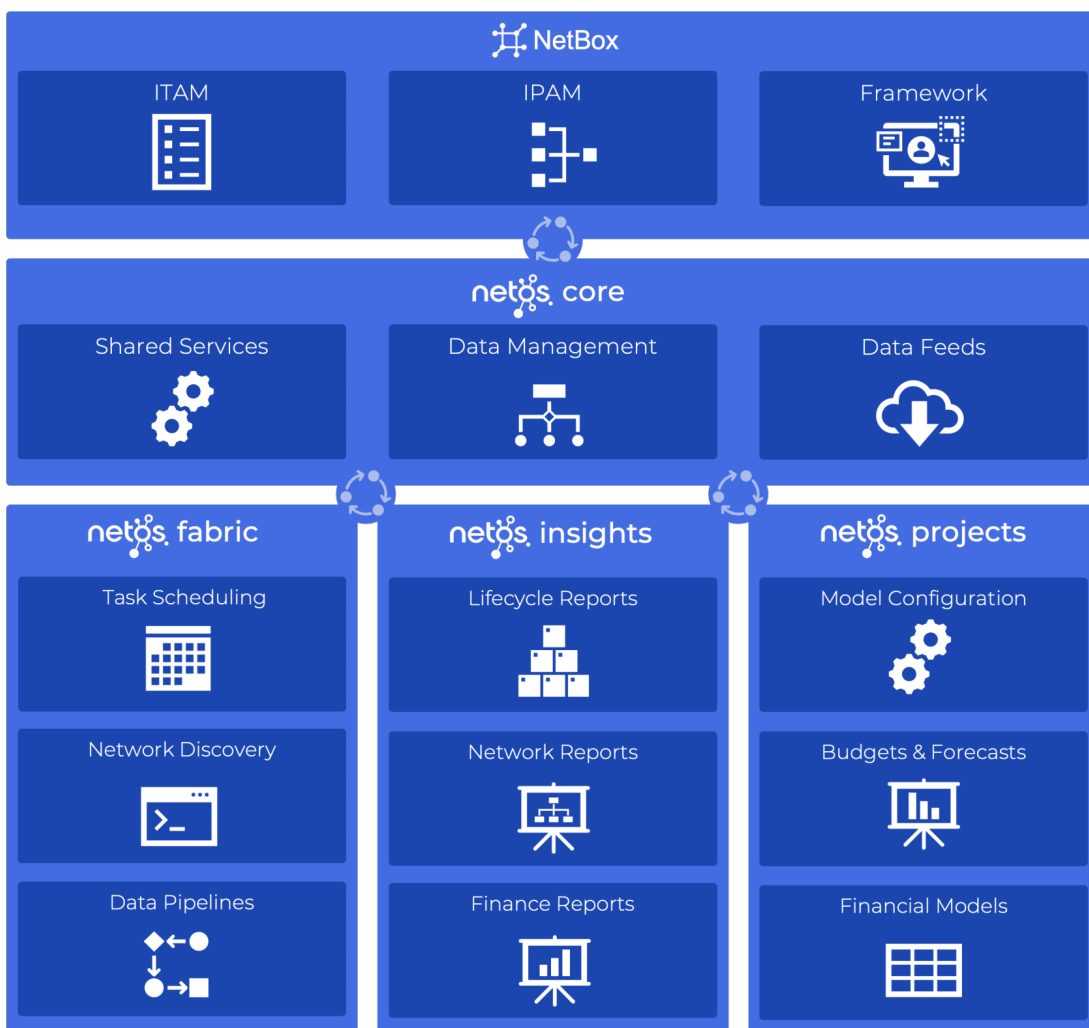 NetBox
ITAM
IPAM
Framework
netos. core
Shared Services
Data Management
Data Feeds
netos. fabric
Task Scheduling
Network Discovery
Data Pipelines
netos. insights
Lifecycle Reports
Network Reports
Finance Reports
netos. projects
Model Configuration
Budgets & Forecasts
Financial Models